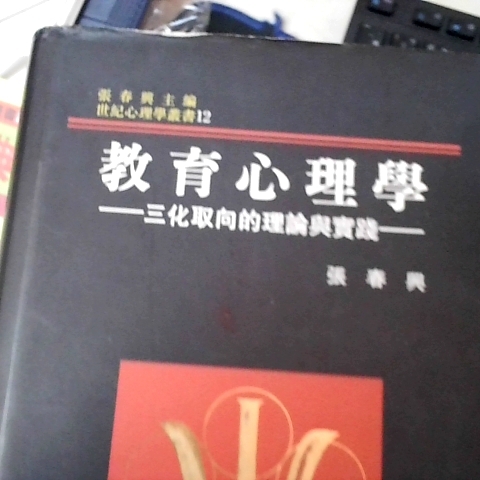 張春興主編
世紀心理學叢書12
教育心理學
——三化取向的理論與實踐——
張春興